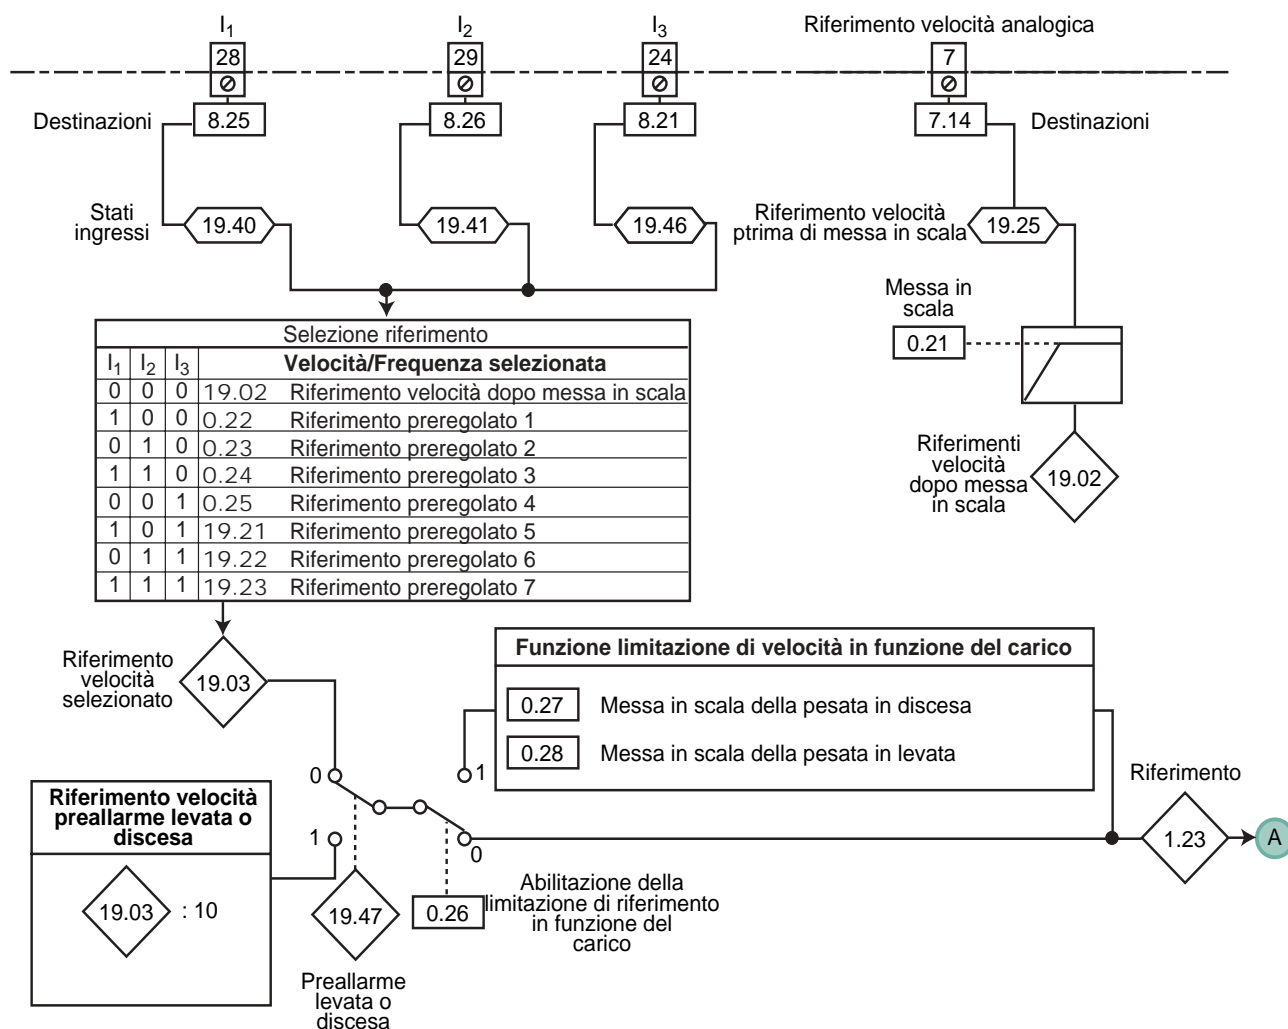 I1 I2 I3 Riferimento velocità analogica
28 29 24 7
Destinazioni 8.25 8.26 8.21 7.14 Destinazioni
Stati
ingressi
19.40 19.41 19.46
Riferimento velocità
ptrima di messa in scala
19.25
Messa in
scala
0.21
Riferimenti
velocità
dopo messa
in scala
19.02
Selezione riferimento
I1 I2 I3 Velocità/Frequenza selezionata
0 0 0 19.02 Riferimento velocità dopo messa in scala
1 0 0 0.22 Riferimento preregolato 1
0 1 0 0.23 Riferimento preregolato 2
1 1 0 0.24 Riferimento preregolato 3
0 0 1 0.25 Riferimento preregolato 4
1 0 1 19.21 Riferimento preregolato 5
0 1 1 19.22 Riferimento preregolato 6
1 1 1 19.23 Riferimento preregolato 7
Riferimento
velocità
selezionato
19.03
Funzione limitazione di velocità in funzione del carico
0.27 Messa in scala della pesata in discesa
0.28 Messa in scala della pesata in levata
0 1
1 0
Riferimento velocità
preallarme levata o
discesa
19.03 : 10
19.47
Preallarme
levata o
discesa
0.26
Abilitazione della
limitazione di riferimento
in funzione del
carico
Riferimento
1.23
A